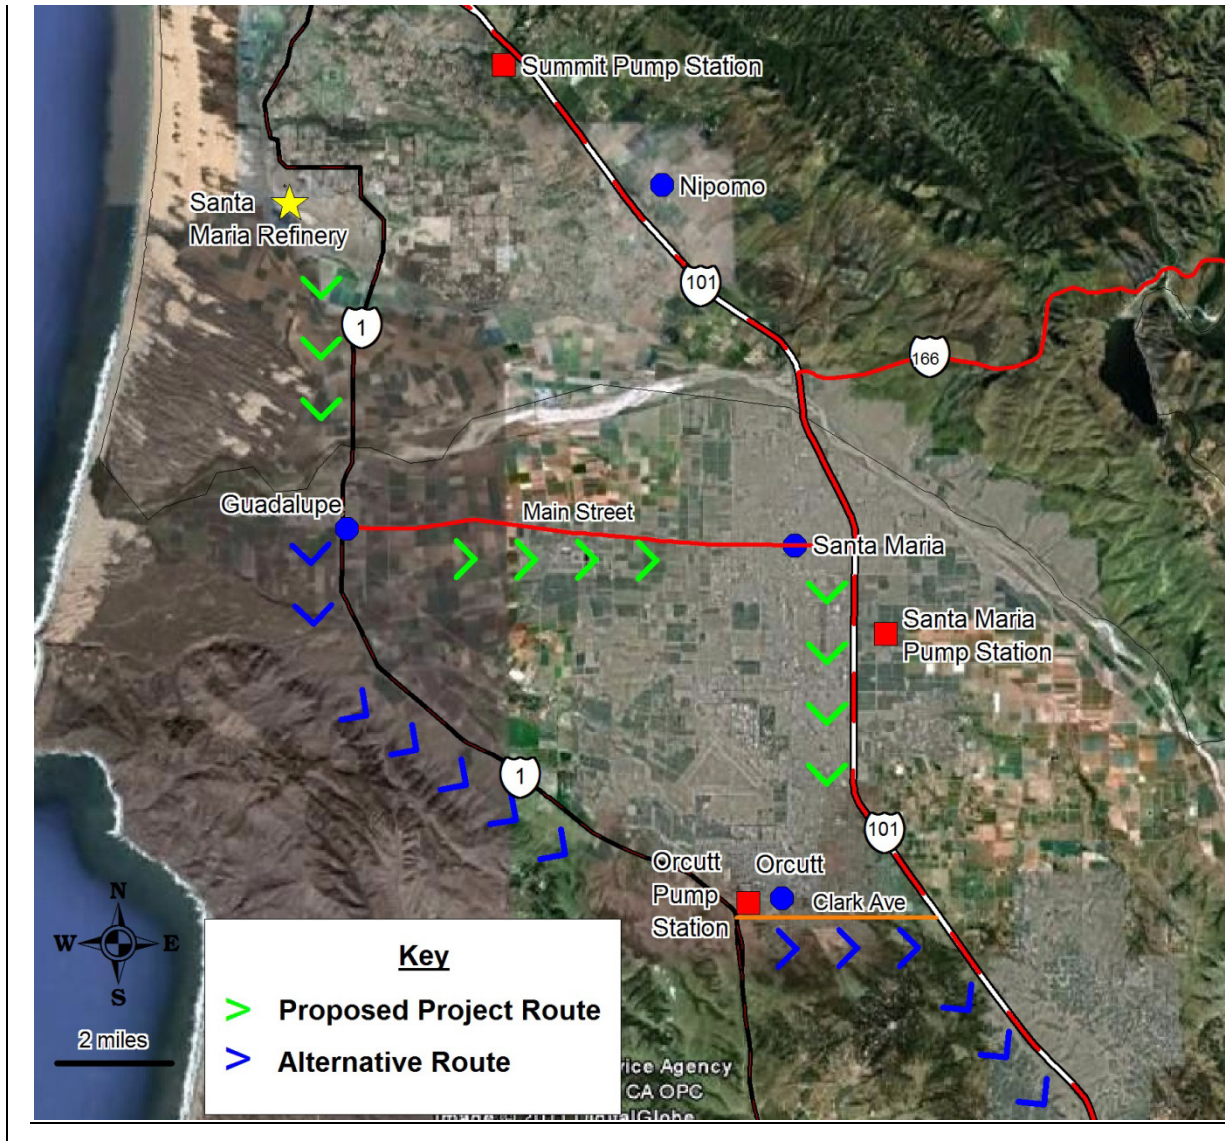 Summit Pump Station
Nipomo
Santa
Maria Refinery
101
1
166
Guadalupe
Main Street
Santa Maria
Santa Maria
Pump Station
1
101
Orcutt
Pump
Station
Orcutt
Clark Ave
N
W E
S
2 miles
Key
> Proposed Project Route
> Alternative Route
vice Agency
CA OPC